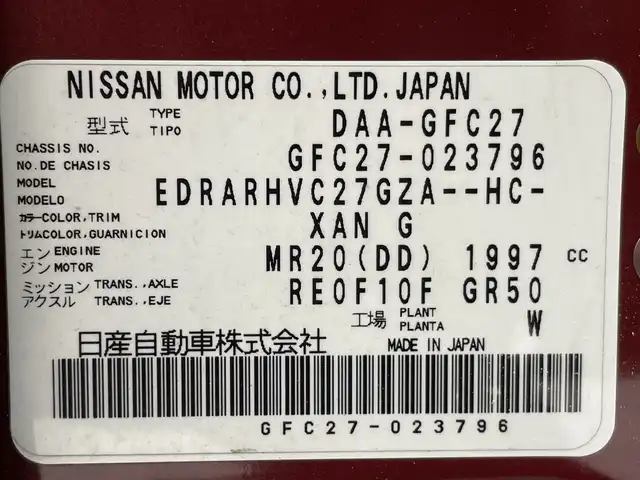 NISSAN MOTOR CO.,LTD.JAPAN
型式 TYPE TIPO DAA-GFC27
CHASSIS NO. NO.DE CHASIS GFC27-023796
MODEL MODELO EDRARHVC27GZA--HC-
カラーCOLOR,TRIM トリムCOLOR,GUARNICION XAN G
エンジン ENGINE MOTOR MR20(DD) 1997 CC
ミッション アクスル TRANS.,AXLE TRANS.,EJE RE0F10F GR50
工場 PLANT PLANTA W
日産自動車株式会社 MADE IN JAPAN
GFC27-023796